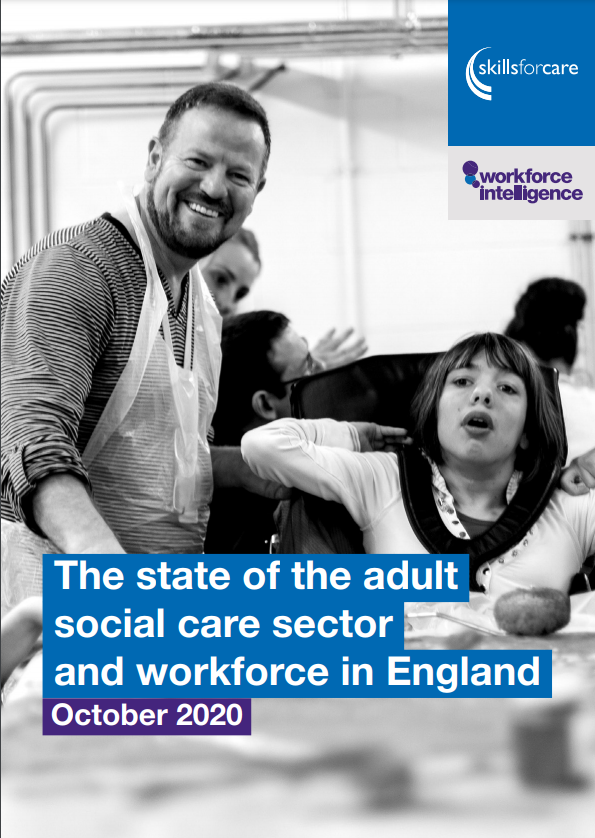 skillsforcare
workforce
intelligence
The state of the adult
social care sector
and workforce in England
October 2020